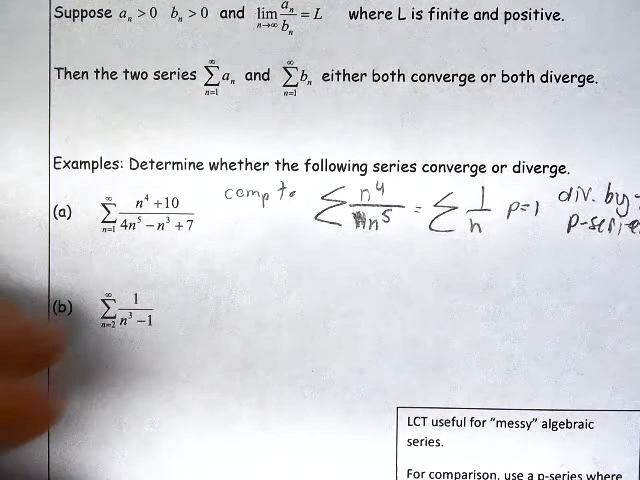 Suppose aₙ > 0 bₙ > 0 and lim n→∞ aₙ/bₙ = L where L is finite and positive.
Then the two series ∑ n=1 ∞ aₙ and ∑ n=1 ∞ bₙ either both converge or both diverge.
Examples: Determine whether the following series converge or diverge.
(a) ∑ n=1 ∞ (n⁴ + 10)/(4n⁵ − n³ + 7) comp to ∑ n⁴/n⁵ = ∑ 1/n p=1 div. by
p-series
(b) ∑ n=2 ∞ 1/(n³ − 1)
LCT useful for "messy" algebraic
series.
For comparison, use a p-series where